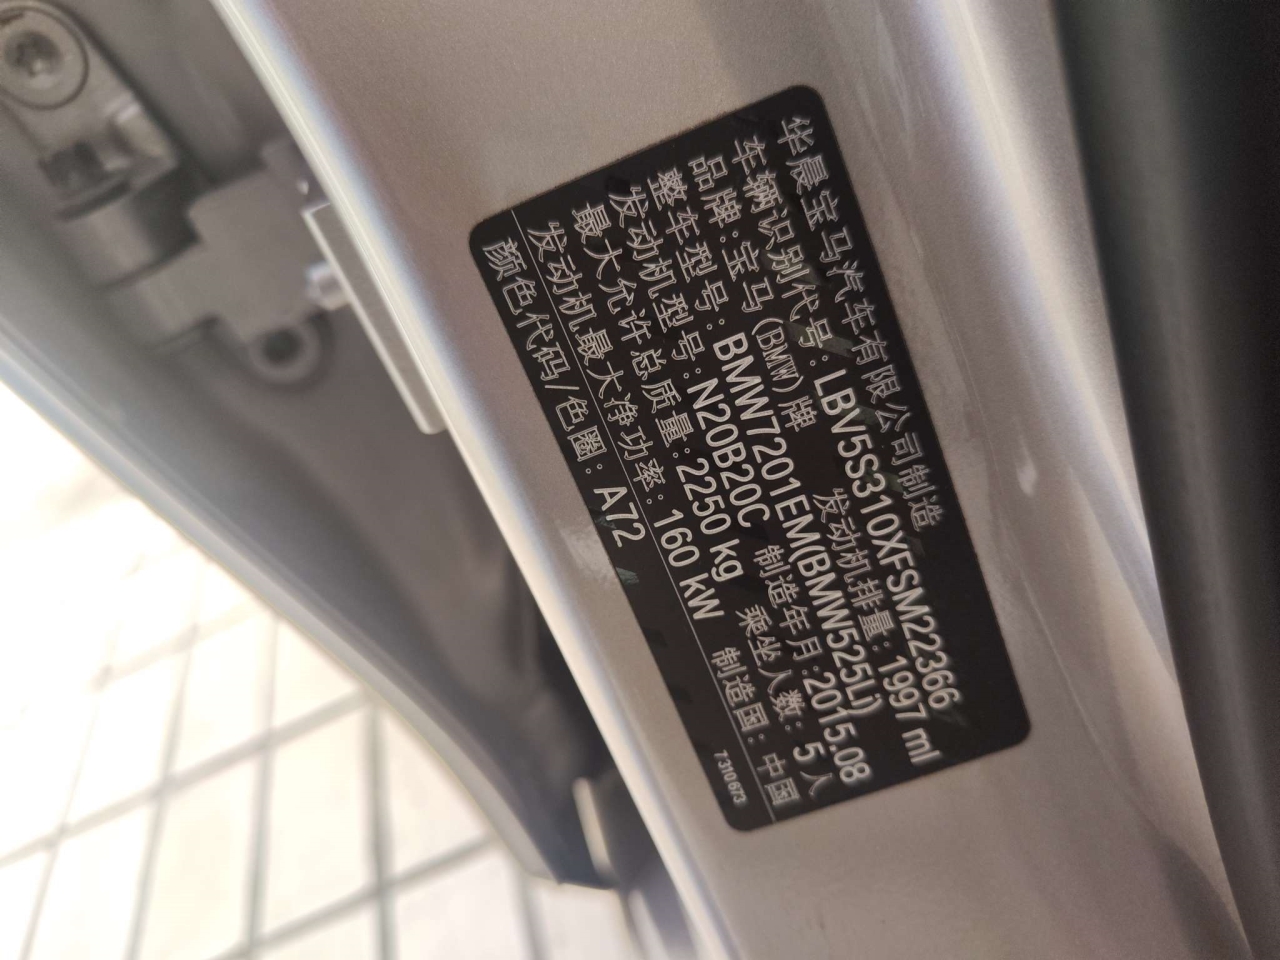 华晨宝马汽车有限公司制造
车辆识别代号:LBV5S310XFSM22366
品牌:宝马(BMW)牌 发动机排量:1997 ml
整车型号:BMW7201EM(BMW525Li)
发动机型号:N20B20C 制造年月:2015.08
最大允许总质量:2250 kg 乘坐人数:5人
发动机最大净功率:160 kW 制造国:中国
颜色代码/色圈:A72 7310673